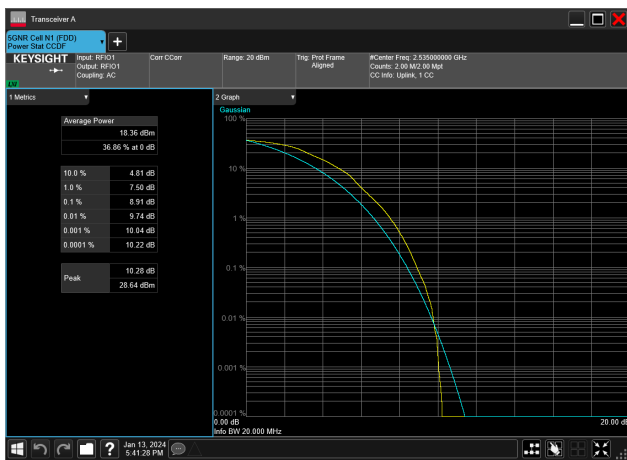 Transceiver A
5GNR Cell N1 (FDD)
Power Stat CCDF
KEYSIGHT
Input: RFIO1
Output: RFIO1
Coupling: AC
Corr CCorr
Range: 20 dBm
Trig: Prot Frame
Aligned
#Center Freq: 2.535000000 GHz
Counts: 2.00 M/2.00 Mpt
CC Info: Uplink, 1 CC
1 Metrics
Average Power
18.36 dBm
36.86 % at 0 dB
10.0 % 4.81 dB
1.0 % 7.50 dB
0.1 % 8.91 dB
0.01 % 9.74 dB
0.001 % 10.04 dB
0.0001 % 10.22 dB
Peak
10.28 dB
28.64 dBm
2 Graph
Gaussian
100 %
10 %
1 %
0.1 %
0.01 %
0.001 %
0.0001 %
0.00 dB
20.00 dB
Info BW 20.000 MHz
Jan 13, 2024
5:41:28 PM